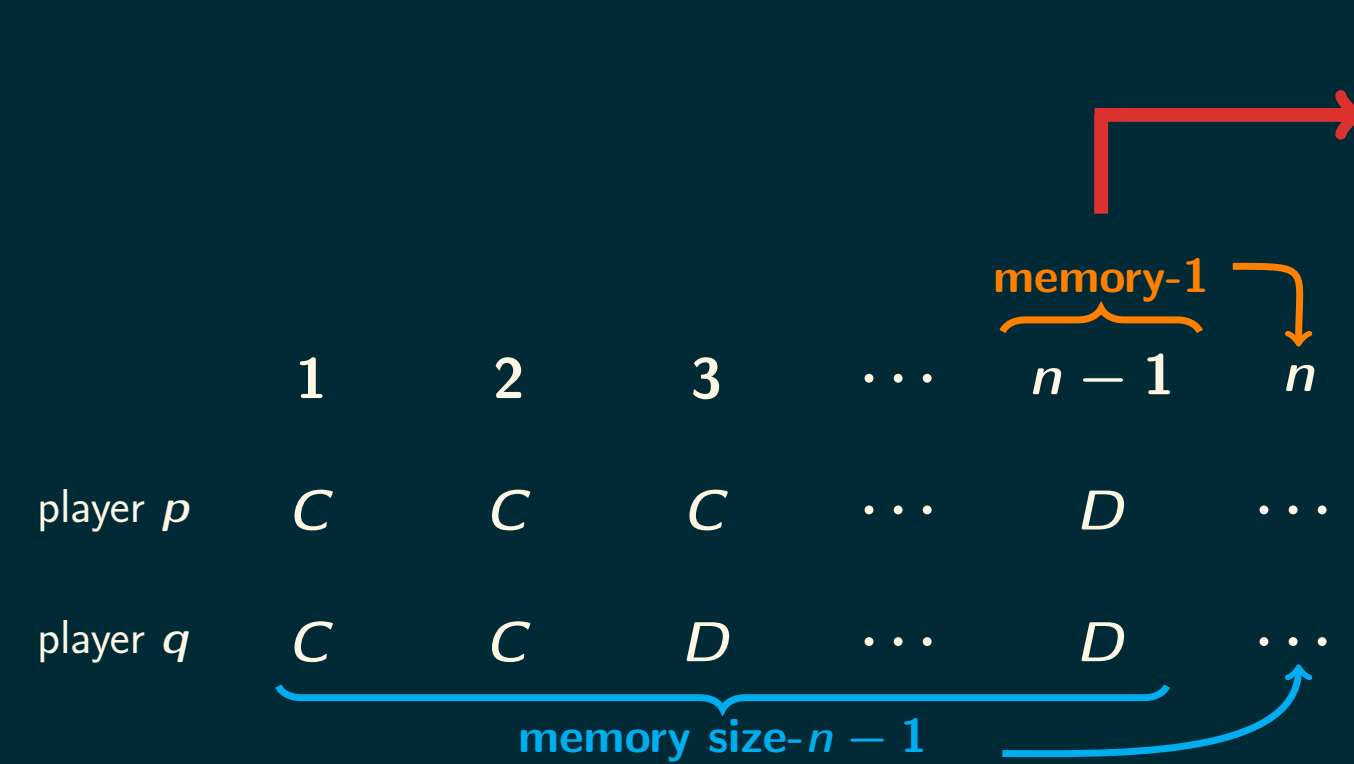 memory-1
1 2 3 ··· n − 1 n
player p C C C ··· D ···
player q C C D ··· D ···
memory size-n − 1